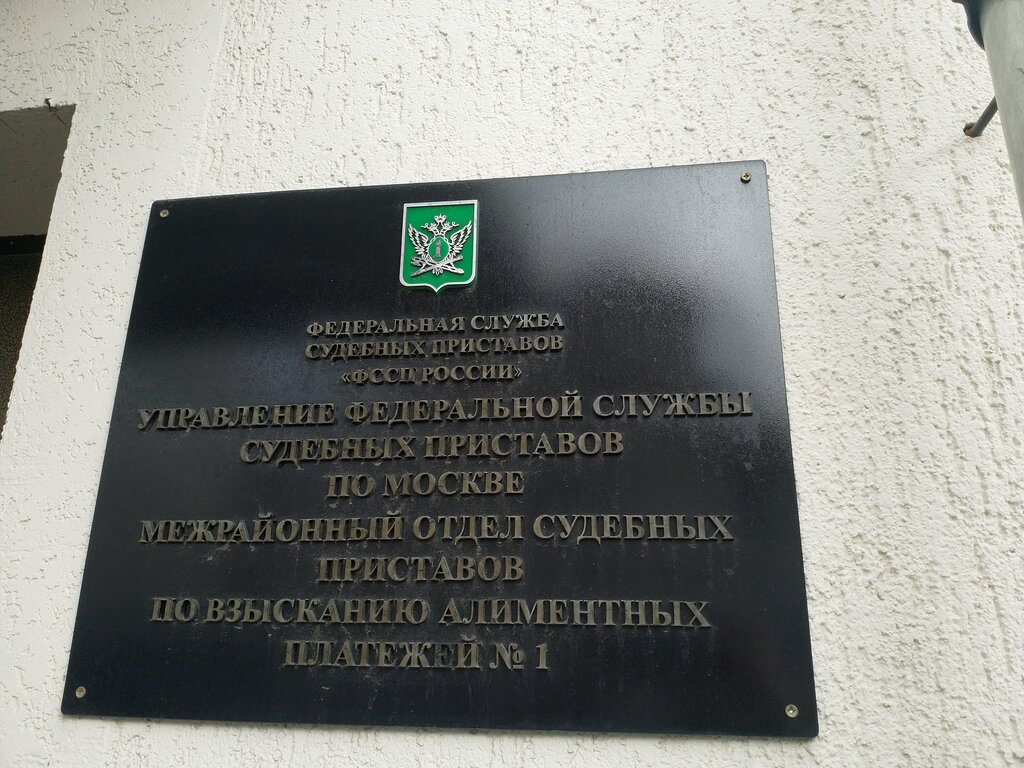 ФЕДЕРАЛЬНАЯ СЛУЖБА
СУДЕБНЫХ ПРИСТАВОВ
«ФССП РОССИИ»
УПРАВЛЕНИЕ ФЕДЕРАЛЬНОЙ СЛУЖБЫ
СУДЕБНЫХ ПРИСТАВОВ
ПО МОСКВЕ
МЕЖРАЙОННЫЙ ОТДЕЛ СУДЕБНЫХ
ПРИСТАВОВ
ПО ВЗЫСКАНИЮ АЛИМЕНТНЫХ
ПЛАТЕЖЕЙ № 1